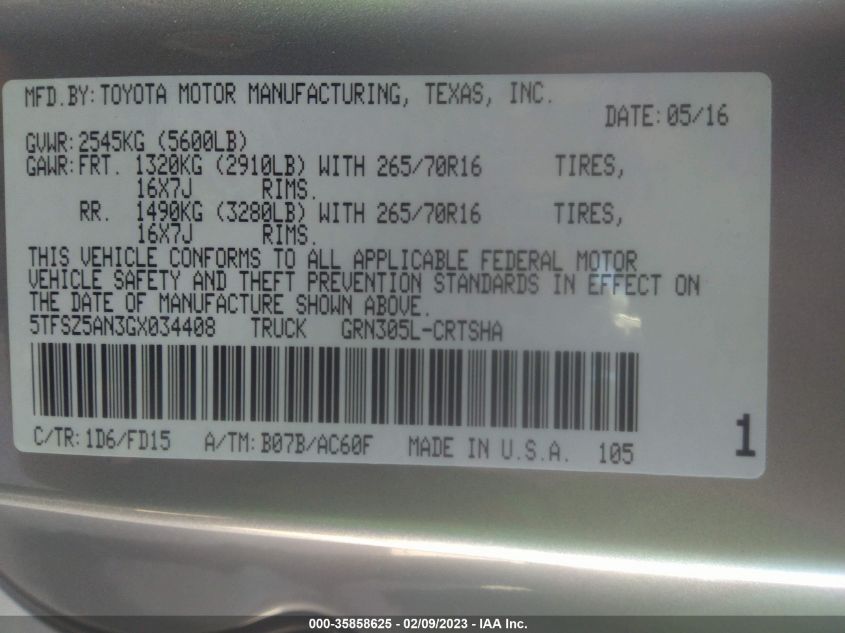 MFD.BY:TOYOTA MOTOR MANUFACTURING, TEXAS, INC.
DATE:05/16
GVWR:2545KG (5600LB)
GAWR:FRT. 1320KG (2910LB) WITH 265/70R16 TIRES,
16X7J RIMS.
RR. 1490KG (3280LB) WITH 265/70R16 TIRES,
16X7J RIMS.
THIS VEHICLE CONFORMS TO ALL APPLICABLE FEDERAL MOTOR
VEHICLE SAFETY AND THEFT PREVENTION STANDARDS IN EFFECT ON
THE DATE OF MANUFACTURE SHOWN ABOVE.
5TFSZ5AN3GX034408 TRUCK GRN305L-CRTSHA
C/TR:1D6/FD15 A/TM:B07B/AC60F MADE IN U.S.A. 105
1
000-35858625 - 02/09/2023 - IAA Inc.